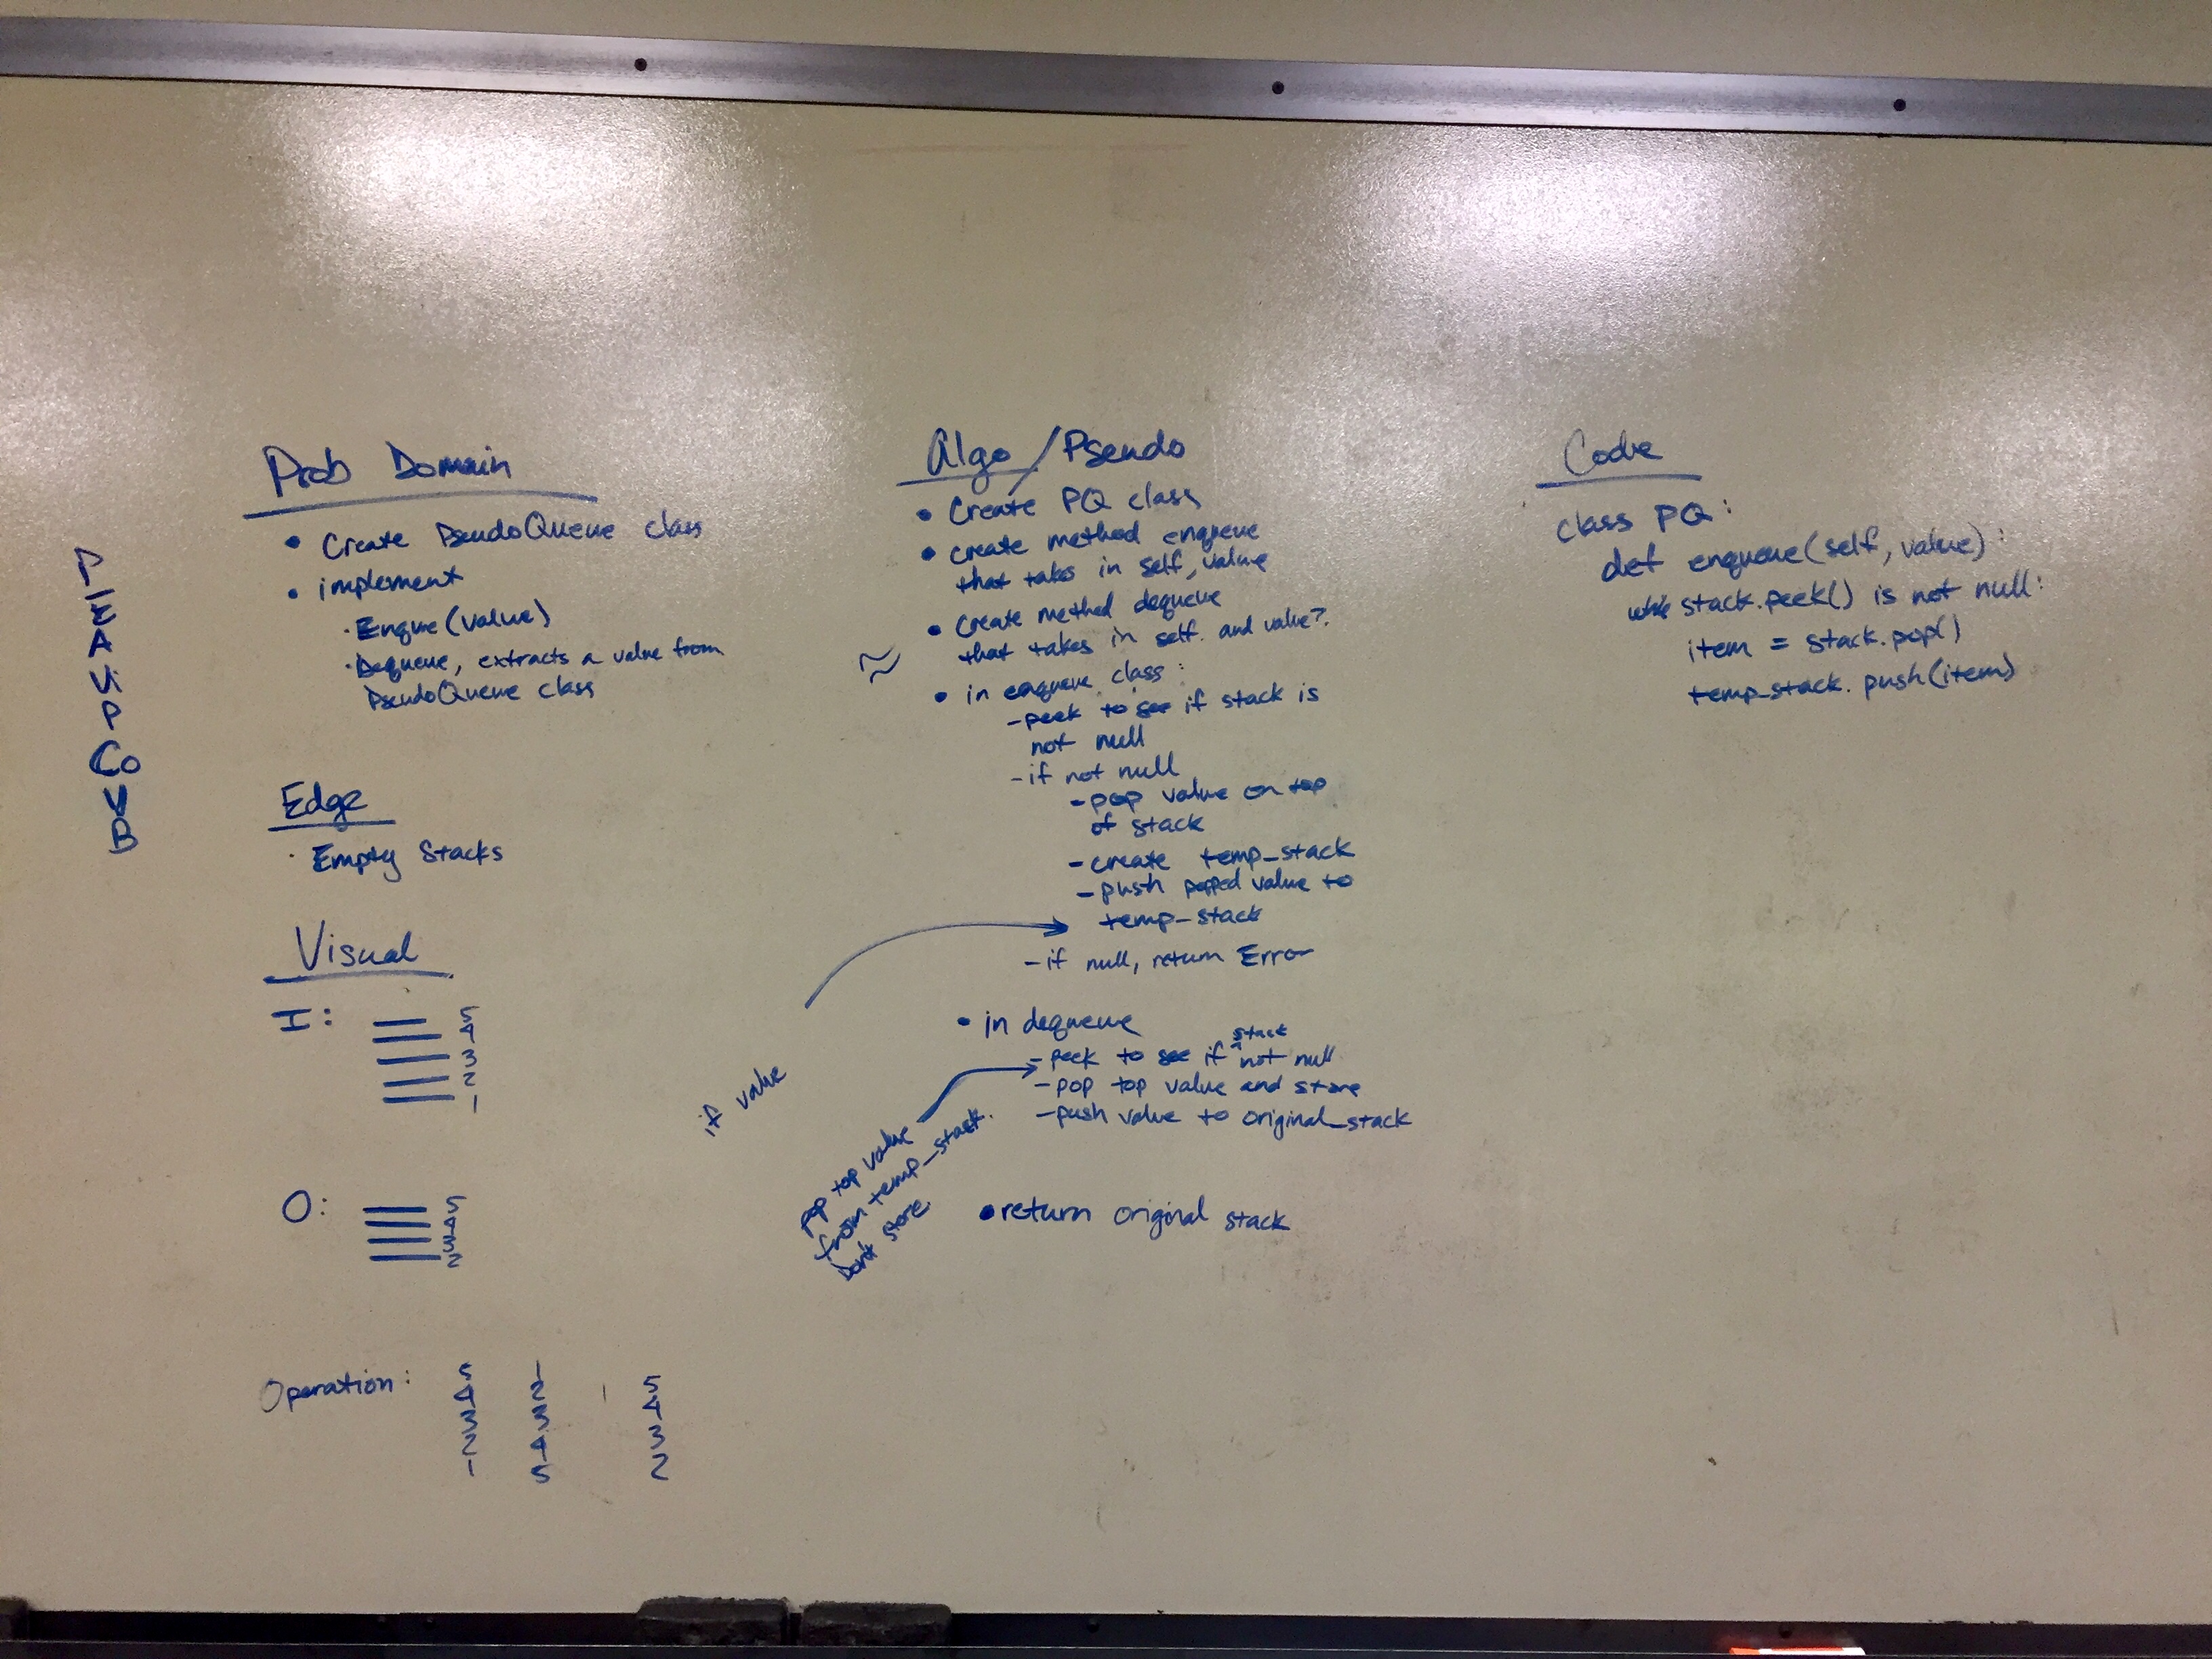 Prob Domain
• Create PseudoQueue class
• implement
· Enque(value)
· Dequeue, extracts a value from
PseudoQueue class
Edge
· Empty Stacks
Visual
I:
5
4
3
2
1
O:
5
4
3
2
Operation:
5 1 5
4 2 4
3 3 3
2 4 2
1 5
Algo/Pseudo
• Create PQ class
• create method enqueue
that takes in self, value
• Create method dequeue
that takes in self. and value?.
≈
• in enqueue class:
- peek to see if stack is
not null
- if not null
- pop value on top
of stack
- create temp_stack
- push popped value to
temp-stack
- if null, return Error
if value
• in dequeue
- peek to see if ^stack not null
- pop top value and store
- push value to original_stack
pop top value
from temp_stack.
Don't store
• return original stack
Code
class PQ:
def enqueue(self, value):
while stack.peek() is not null:
item = stack.pop()
temp_stack. push(item)
P
I
E
A
V
P
Co
V
B